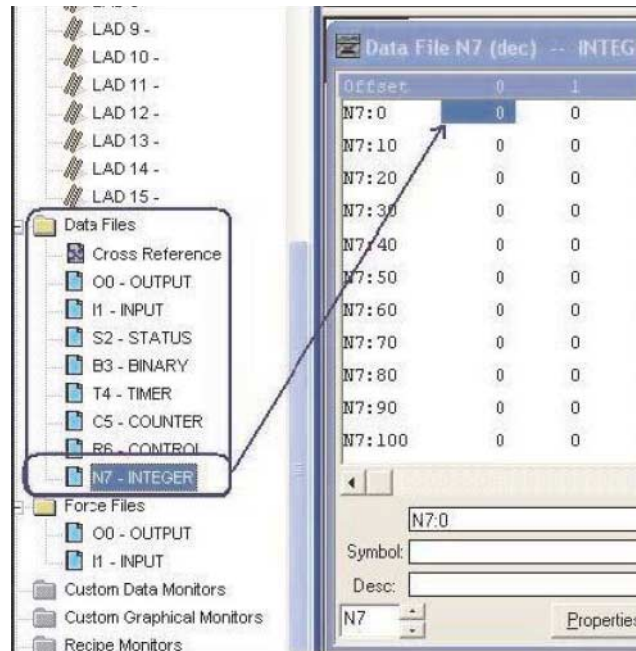 LAD 9 -
LAD 10 -
LAD 11 -
LAD 12 -
LAD 13 -
LAD 14 -
LAD 15 -
Data Files
Cross Reference
O0 - OUTPUT
I1 - INPUT
S2 - STATUS
B3 - BINARY
T4 - TIMER
C5 - COUNTER
R6 - CONTROL
N7 - INTEGER
Force Files
O0 - OUTPUT
I1 - INPUT
Custom Data Monitors
Custom Graphical Monitors
Recipe Monitors
Data File N7 (dec) -- INTEG
Offset 0 1
N7:0 0 0
N7:10 0 0
N7:20 0 0
N7:30 0 0
N7:40 0 0
N7:50 0 0
N7:60 0 0
N7:70 0 0
N7:80 0 0
N7:90 0 0
N7:100 0 0
N7:0
Symbol:
Desc:
N7 Properties